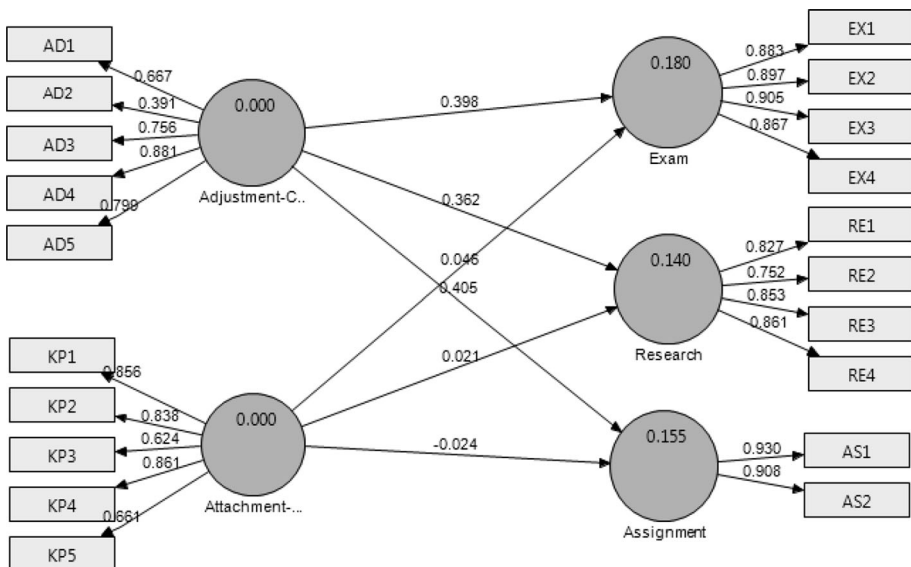 AD1
AD2
AD3
AD4
AD5
0.667
0.391
0.756
0.881
0.799
0.000
Adjustment-C..
KP1
KP2
KP3
KP4
KP5
0.856
0.838
0.624
0.861
0.661
0.000
Attachment-...
0.398
0.362
0.046
0.405
0.021
-0.024
0.180
Exam
0.883
0.897
0.905
0.867
EX1
EX2
EX3
EX4
0.140
Research
0.827
0.752
0.853
0.861
RE1
RE2
RE3
RE4
0.155
Assignment
0.930
0.908
AS1
AS2